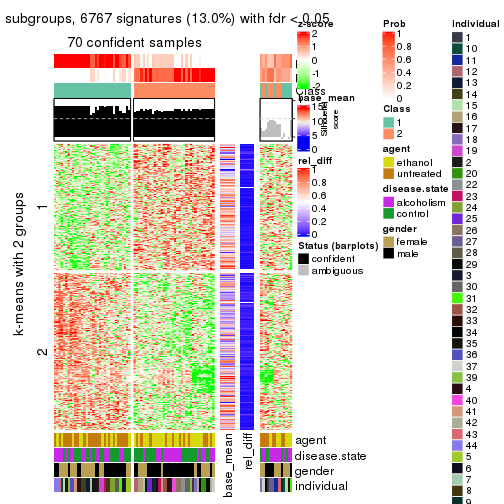 subgroups, 6767 signatures (13.0%) with fdr < 0.05
70 confident samples
k-means with 2 groups
1
2
base_mean
rel_diff
agent
disease.state
gender
individual
z-score
2
1
0
-1
-2
Class
Silhouette
score
base_mean
15
10
5
0
rel_diff
1
0.8
0.6
0.4
0.2
0
Status (barplots)
confident
ambiguous
Prob
1
0.8
0.6
0.4
0.2
0
Class
1
2
agent
ethanol
untreated
disease.state
alcoholism
control
gender
female
male
individual
1
10
11
12
13
14
15
16
17
18
19
2
20
22
23
24
25
26
27
28
29
3
30
31
32
33
34
35
36
37
39
4
40
41
42
43
44
5
6
7
8
9